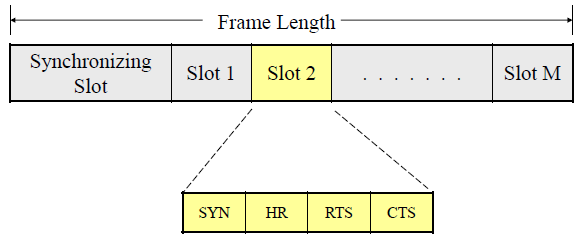 Frame Length
Synchronizing
Slot
Slot 1
Slot 2
. . . . . . .
Slot M
SYN
HR
RTS
CTS